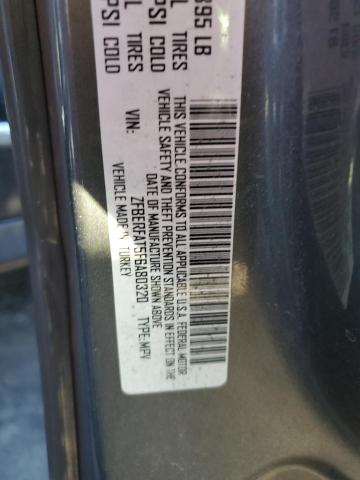 395 LB
L TIRES
PSI COLD
L TIRES
PSI COLD
THIS VEHICLE CONFORMS TO ALL APPLICABLE U.S.A. FEDERAL MOTOR
VEHICLE SAFETY AND THEFT PREVENTION STANDARDS IN EFFECT ON THE
DATE OF MANUFACTURE SHOWN ABOVE
VIN: ZFBERFAT5F6A80320 TYPE:MPV
VEHICLE MADE IN TURKEY